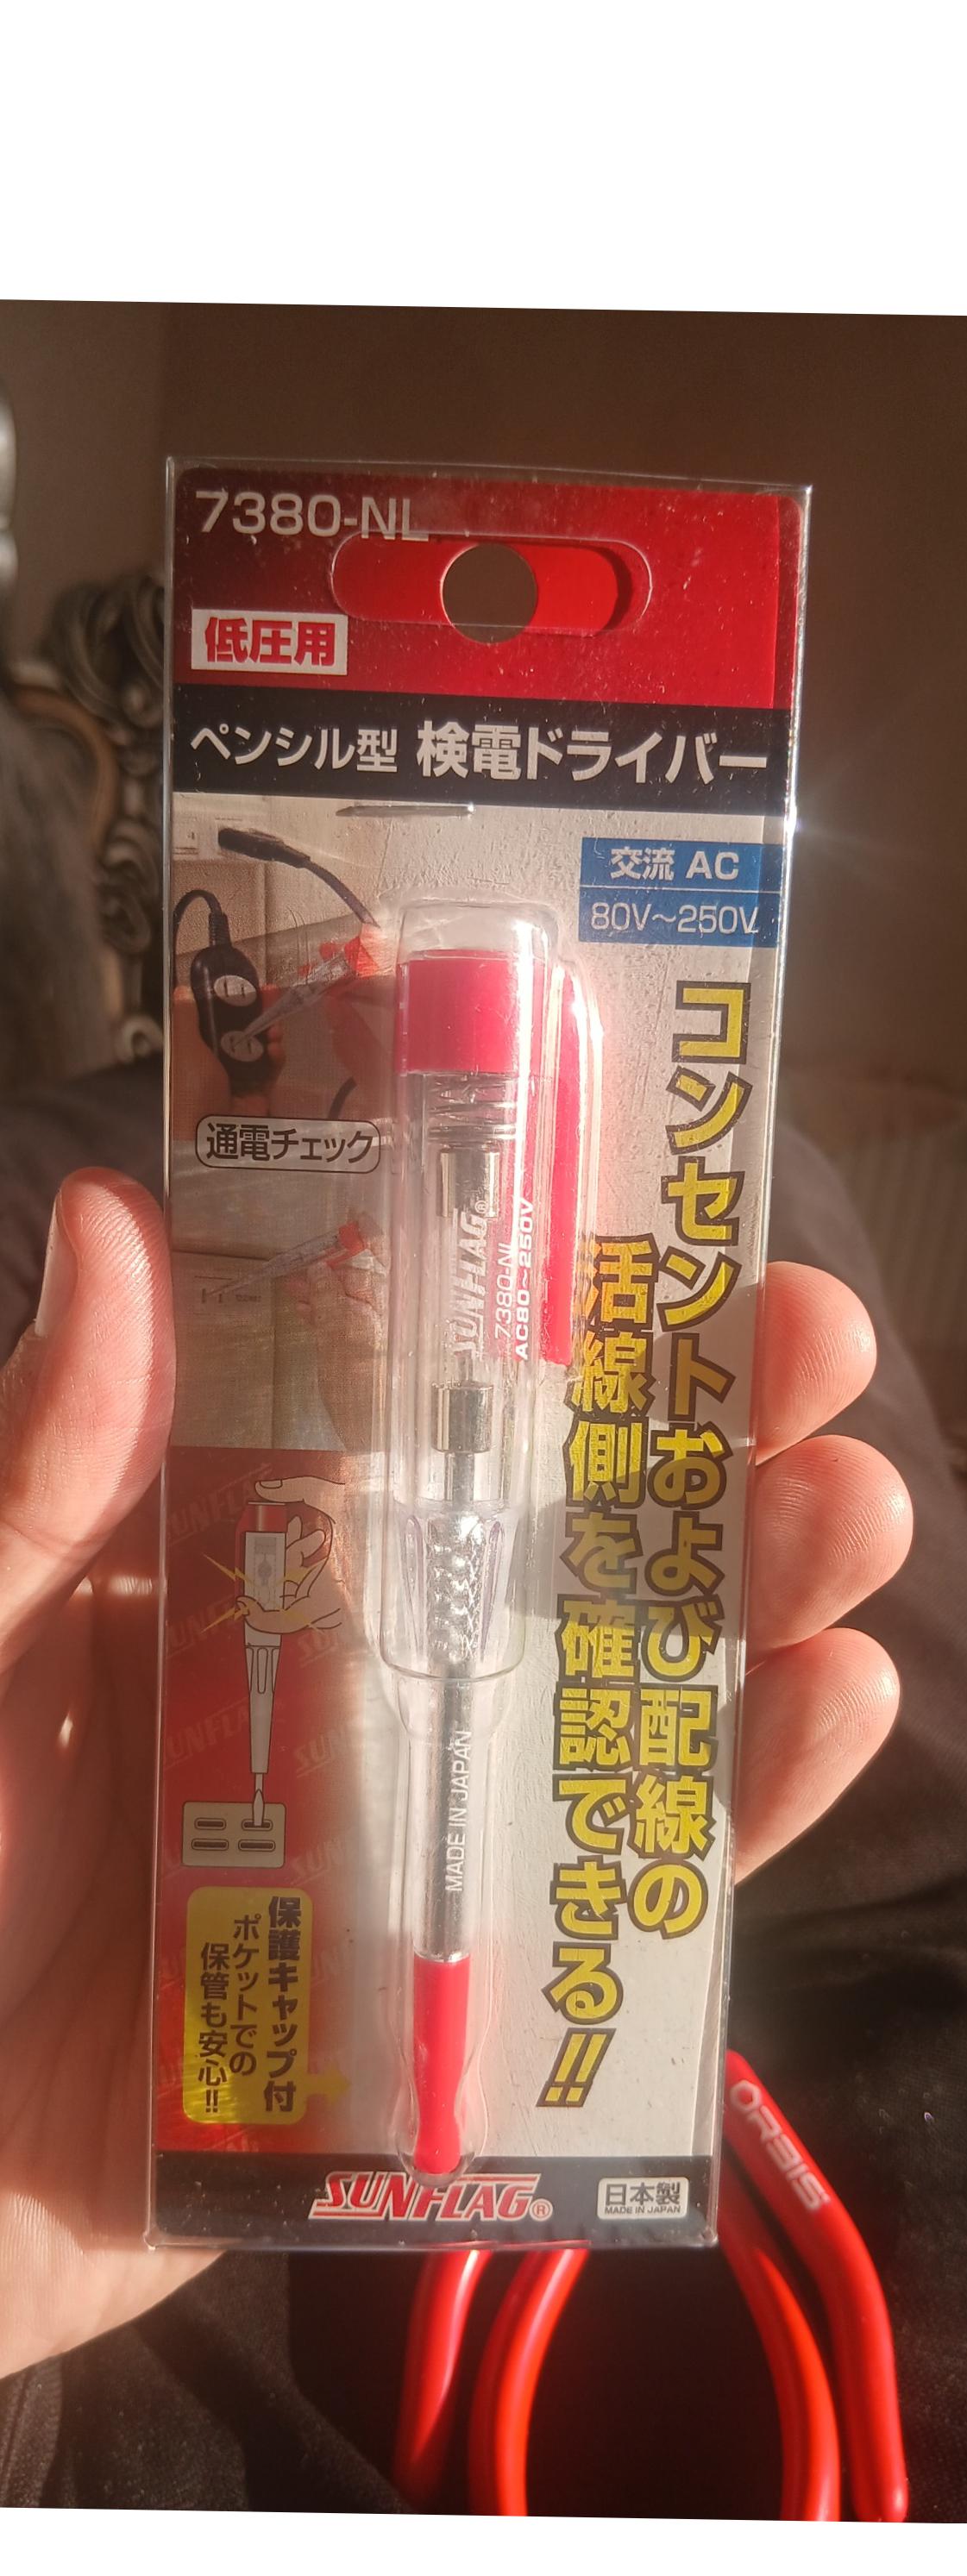 7380-NL
低圧用
ペンシル型 検電ドライバー
交流 AC
80V～250V
コンセントおよび配線の
活線側を確認できる!!
通電チェック
SUNFLAG®
7380-NL
AC80～250V
MADE IN JAPAN
保護キャップ付
ポケットでの
保管も安心!!
SUNFLAG®
日本製
MADE IN JAPAN
ORBIS